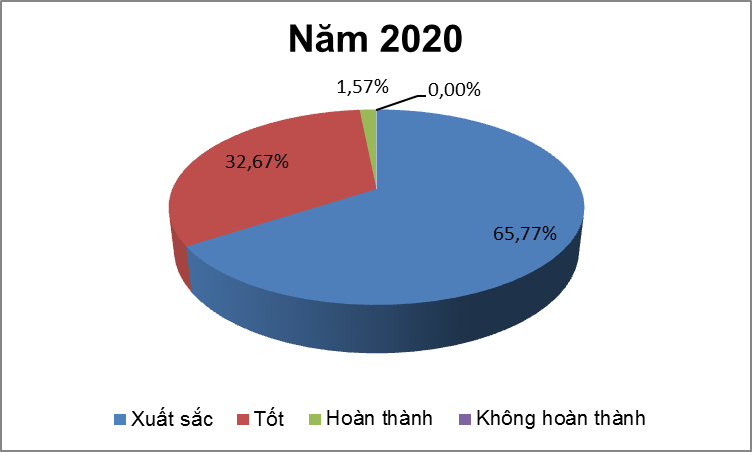 Năm 2020
1,57%
0,00%
32,67%
65,77%
Xuất sắc Tốt Hoàn thành Không hoàn thành